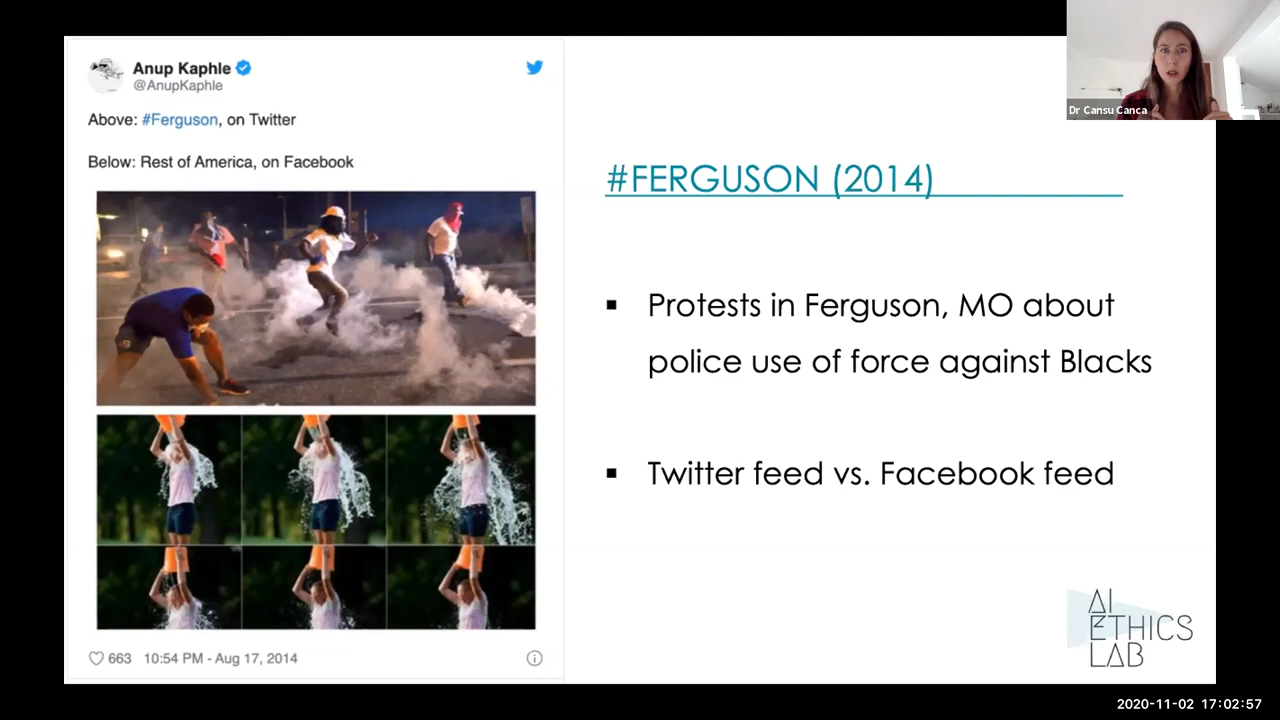 Anup Kaphle
@AnupKaphle
Above: #Ferguson, on Twitter
Below: Rest of America, on Facebook
663 10:54 PM - Aug 17, 2014
#FERGUSON (2014)
▪ Protests in Ferguson, MO about
police use of force against Blacks
▪ Twitter feed vs. Facebook feed
AI
ETHICS
LAB
Dr Cansu Canca
2020-11-02 17:02:57